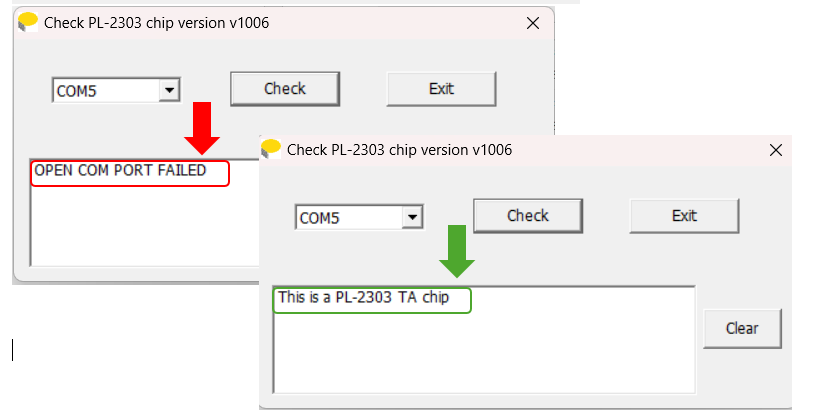 Check PL-2303 chip version v1006
COM5
Check
Exit
OPEN COM PORT FAILED
Check PL-2303 chip version v1006
COM5
Check
Exit
This is a PL-2303 TA chip
Clear